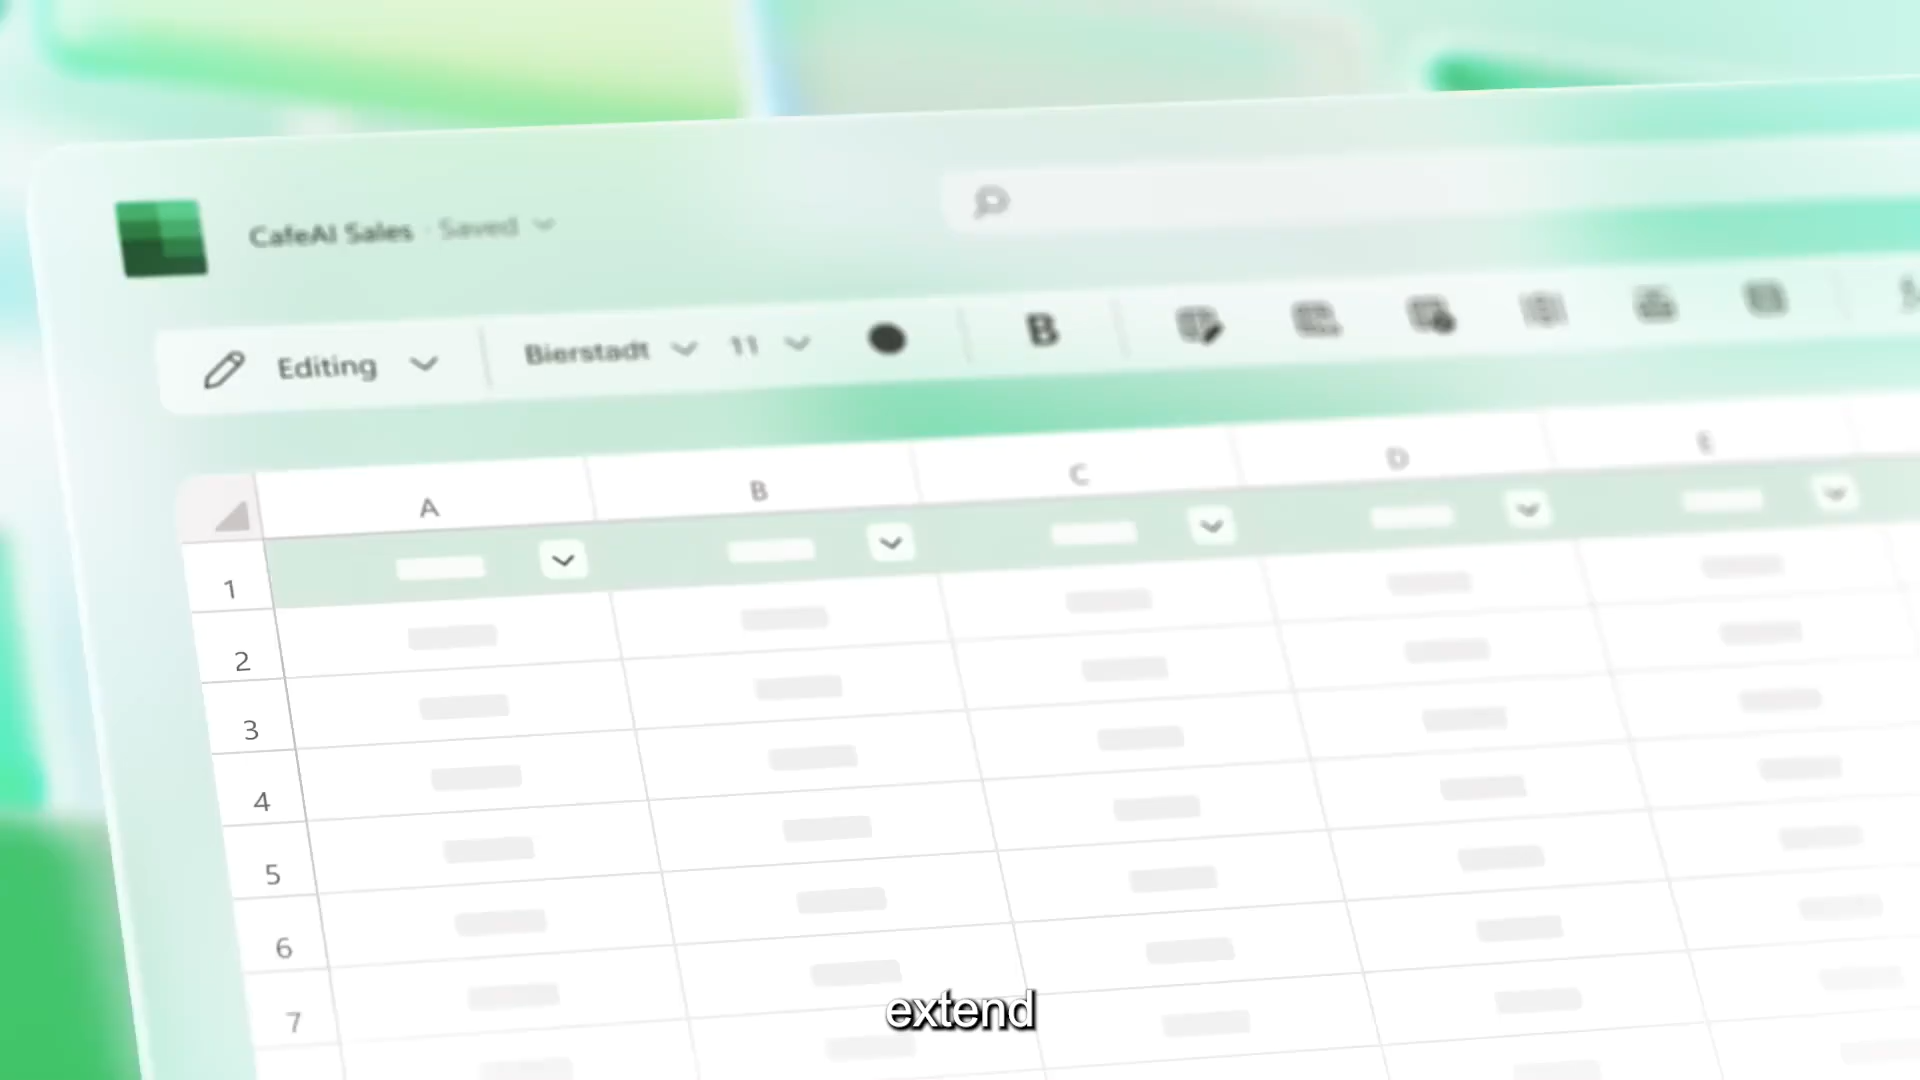 CafeAI Sales · Saved
Editing
Bierstadt
11
B
A B C D E
1
2
3
4
5
6
7
extend